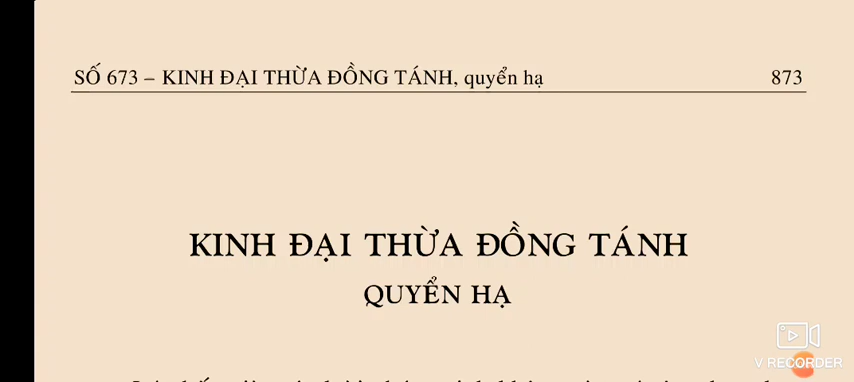 SỐ 673 – KINH ĐẠI THỪA ĐỒNG TÁNH, quyển hạ 873
KINH ĐẠI THỪA ĐỒNG TÁNH
QUYỂN HẠ
V RECORDER